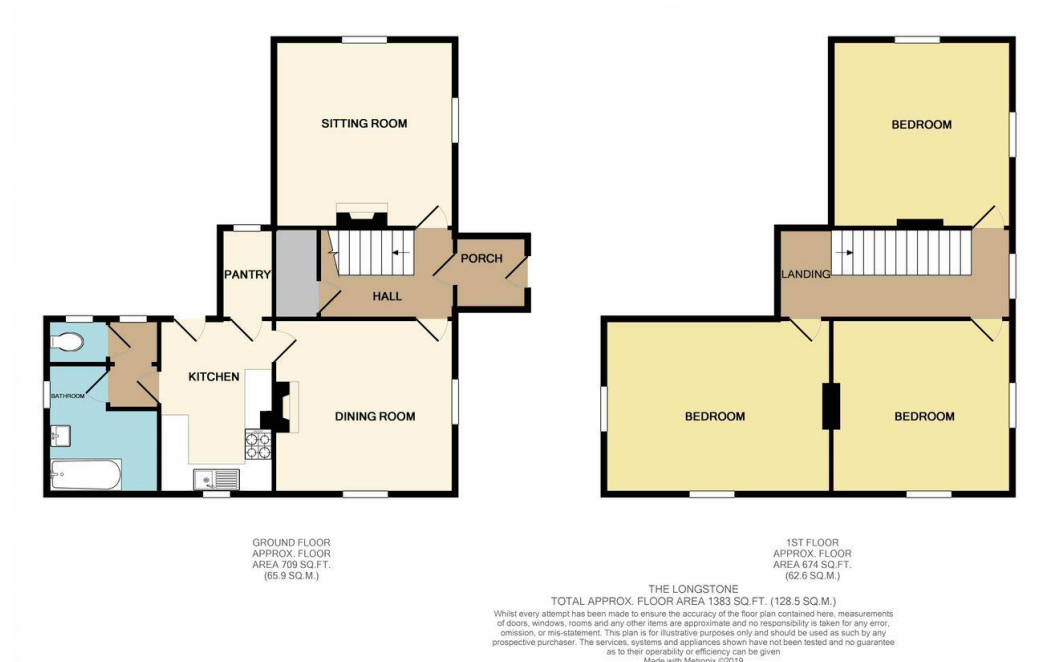 SITTING ROOM
PANTRY
PORCH
HALL
KITCHEN
BATHROOM
DINING ROOM
BEDROOM
LANDING
BEDROOM
BEDROOM
GROUND FLOOR
APPROX. FLOOR
AREA 709 SQ.FT.
(65.9 SQ.M.)
1ST FLOOR
APPROX. FLOOR
AREA 674 SQ.FT.
(62.6 SQ.M.)
THE LONGSTONE
TOTAL APPROX. FLOOR AREA 1383 SQ.FT. (128.5 SQ.M.)
Whilst every attempt has been made to ensure the accuracy of the floor plan contained here, measurements
of doors, windows, rooms and any other items are approximate and no responsibility is taken for any error,
omission, or mis-statement. This plan is for illustrative purposes only and should be used as such by any
prospective purchaser. The services, systems and appliances shown have not been tested and no guarantee
as to their operability or efficiency can be given
Made with Metropix ©2019